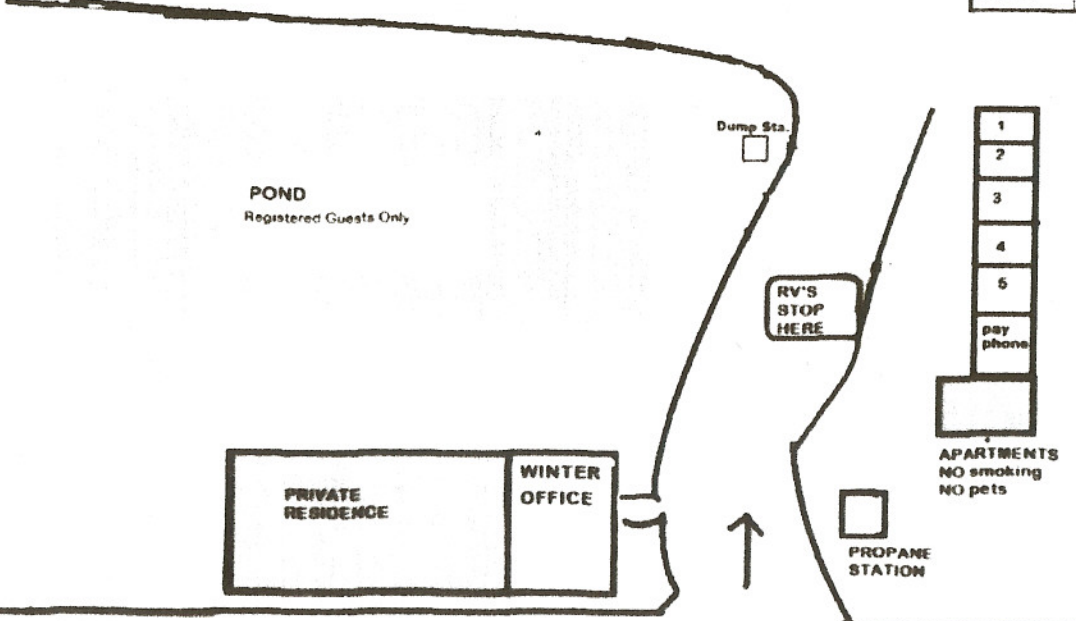 Dump Sta.
1
2
POND
Registered Guests Only
3
4
5
RV'S
STOP
HERE
pay
phone
APARTMENTS
NO smoking
NO pets
WINTER
OFFICE
PRIVATE
RESIDENCE
PROPANE
STATION